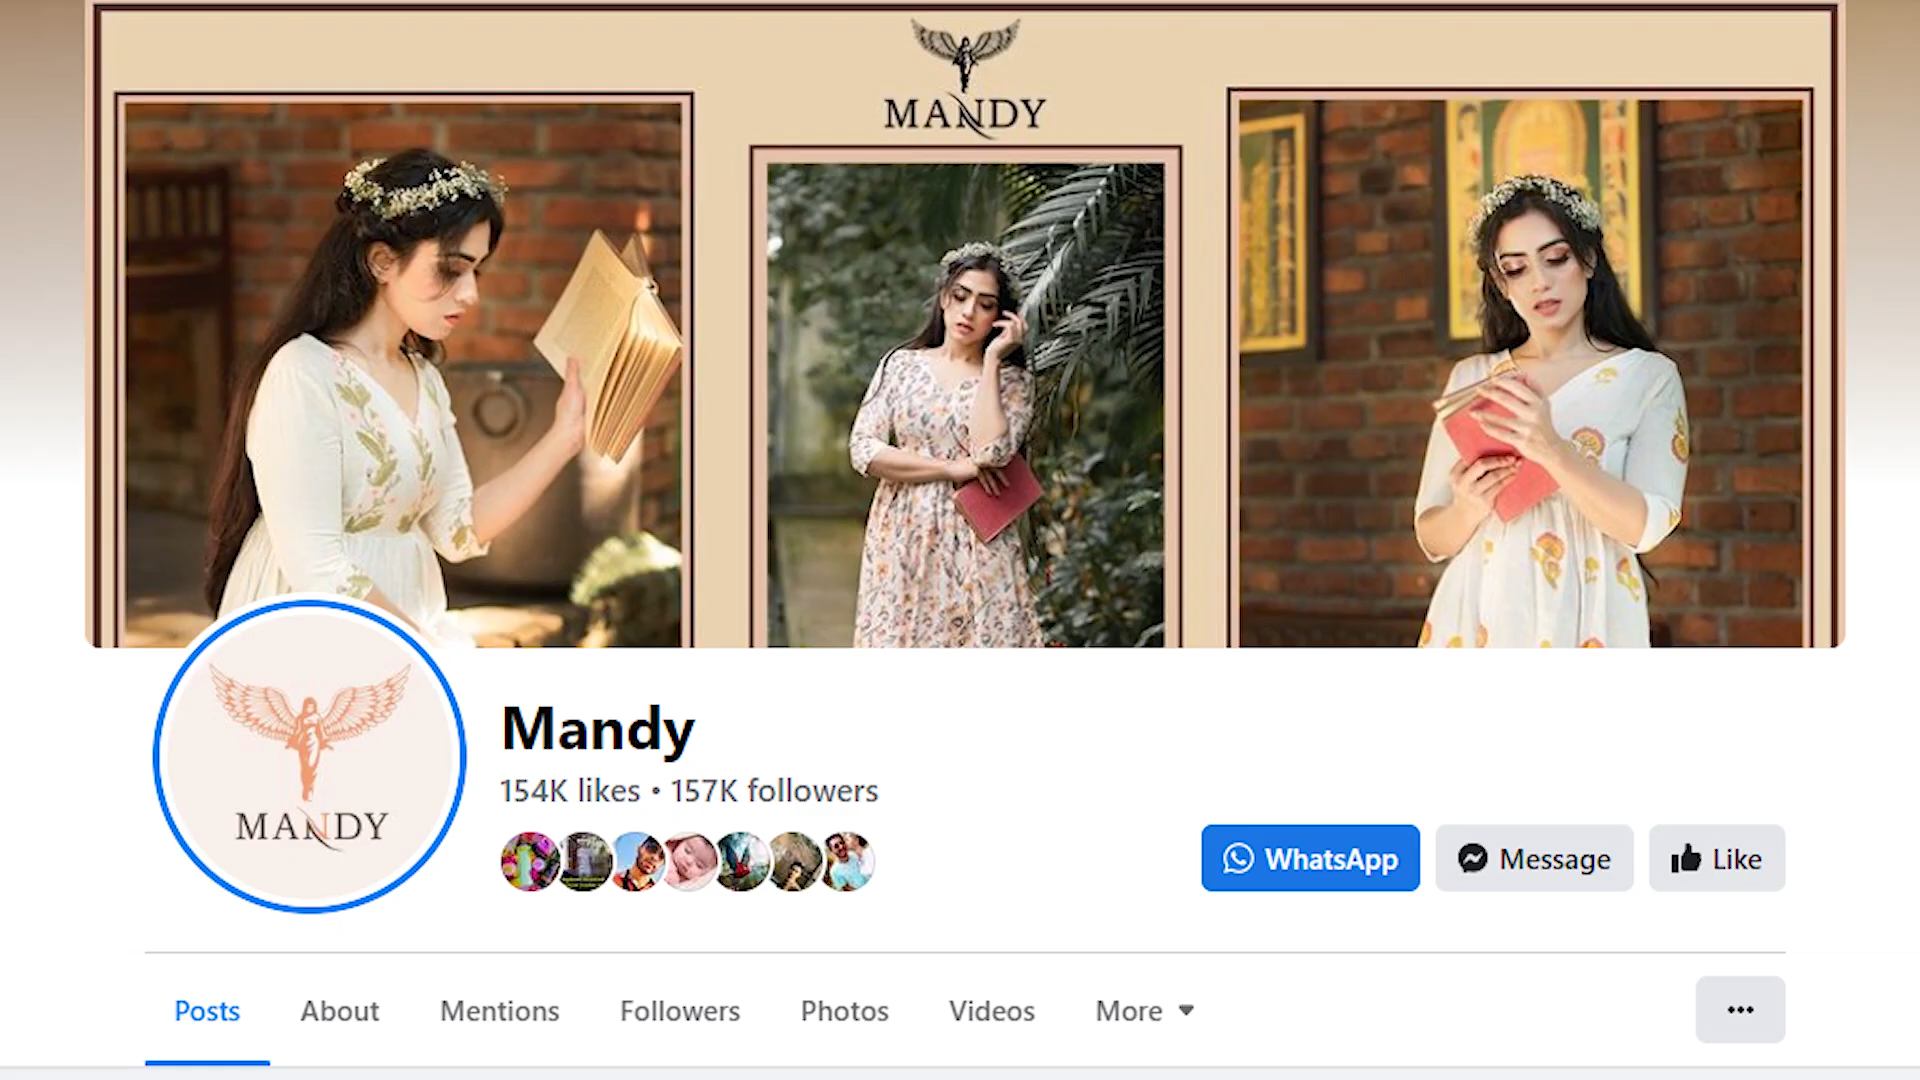 MANDY
MANDY
Mandy
154K likes • 157K followers
WhatsApp
Message
Like
Posts
About
Mentions
Followers
Photos
Videos
More